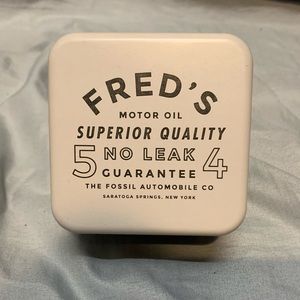 FRED'S
MOTOR OIL
SUPERIOR QUALITY
5 NO LEAK 4
GUARANTEE
THE FOSSIL AUTOMOBILE CO
SARATOGA SPRINGS, NEW YORK